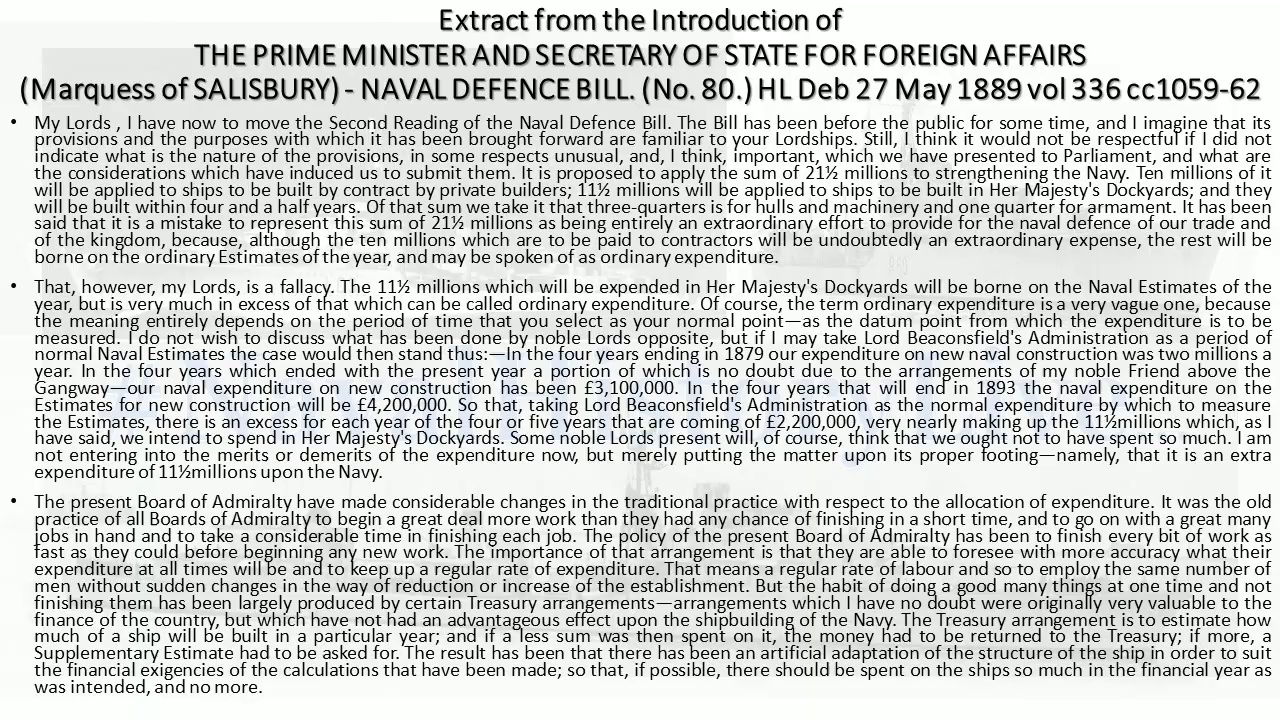 Extract from the Introduction of
THE PRIME MINISTER AND SECRETARY OF STATE FOR FOREIGN AFFAIRS
(Marquess of SALISBURY) - NAVAL DEFENCE BILL. (No. 80.) HL Deb 27 May 1889 vol 336 cc1059-62
• My Lords , I have now to move the Second Reading of the Naval Defence Bill. The Bill has been before the public for some time, and I imagine that its
provisions and the purposes with which it has been brought forward are familiar to your Lordships. Still, I think it would not be respectful if I did not
indicate what is the nature of the provisions, in some respects unusual, and, I think, important, which we have presented to Parliament, and what are
the considerations which have induced us to submit them. It is proposed to apply the sum of 21½ millions to strengthening the Navy. Ten millions of it
will be applied to ships to be built by contract by private builders; 11½ millions will be applied to ships to be built in Her Majesty's Dockyards; and they
will be built within four and a half years. Of that sum we take it that three-quarters is for hulls and machinery and one quarter for armament. It has been
said that it is a mistake to represent this sum of 21½ millions as being entirely an extraordinary effort to provide for the naval defence of our trade and
of the kingdom, because, although the ten millions which are to be paid to contractors will be undoubtedly an extraordinary expense, the rest will be
borne on the ordinary Estimates of the year, and may be spoken of as ordinary expenditure.
• That, however, my Lords, is a fallacy. The 11½ millions which will be expended in Her Majesty's Dockyards will be borne on the Naval Estimates of the
year, but is very much in excess of that which can be called ordinary expenditure. Of course, the term ordinary expenditure is a very vague one, because
the meaning entirely depends on the period of time that you select as your normal point—as the datum point from which the expenditure is to be
measured. I do not wish to discuss what has been done by noble Lords opposite, but if I may take Lord Beaconsfield's Administration as a period of
normal Naval Estimates the case would then stand thus:—In the four years ending in 1879 our expenditure on new naval construction was two millions a
year. In the four years which ended with the present year a portion of which is no doubt due to the arrangements of my noble Friend above the
Gangway—our naval expenditure on new construction has been £3,100,000. In the four years that will end in 1893 the naval expenditure on the
Estimates for new construction will be £4,200,000. So that, taking Lord Beaconsfield's Administration as the normal expenditure by which to measure
the Estimates, there is an excess for each year of the four or five years that are coming of £2,200,000, very nearly making up the 11½millions which, as I
have said, we intend to spend in Her Majesty's Dockyards. Some noble Lords present will, of course, think that we ought not to have spent so much. I am
not entering into the merits or demerits of the expenditure now, but merely putting the matter upon its proper footing—namely, that it is an extra
expenditure of 11½millions upon the Navy.
• The present Board of Admiralty have made considerable changes in the traditional practice with respect to the allocation of expenditure. It was the old
practice of all Boards of Admiralty to begin a great deal more work than they had any chance of finishing in a short time, and to go on with a great many
jobs in hand and to take a considerable time in finishing each job. The policy of the present Board of Admiralty has been to finish every bit of work as
fast as they could before beginning any new work. The importance of that arrangement is that they are able to foresee with more accuracy what their
expenditure at all times will be and to keep up a regular rate of expenditure. That means a regular rate of labour and so to employ the same number of
men without sudden changes in the way of reduction or increase of the establishment. But the habit of doing a good many things at one time and not
finishing them has been largely produced by certain Treasury arrangements—arrangements which I have no doubt were originally very valuable to the
finance of the country, but which have not had an advantageous effect upon the shipbuilding of the Navy. The Treasury arrangement is to estimate how
much of a ship will be built in a particular year; and if a less sum was then spent on it, the money had to be returned to the Treasury; if more, a
Supplementary Estimate had to be asked for. The result has been that there has been an artificial adaptation of the structure of the ship in order to suit
the financial exigencies of the calculations that have been made; so that, if possible, there should be spent on the ships so much in the financial year as
was intended, and no more.